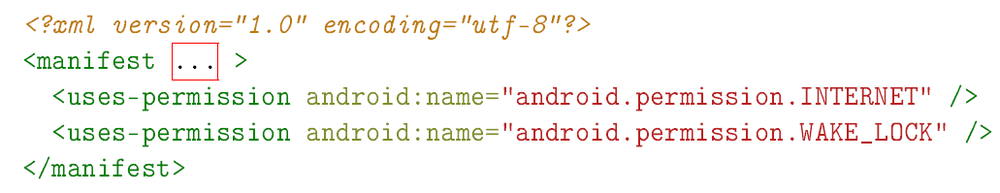 <?xml version="1.0" encoding="utf-8"?>
<manifest ... >
<uses-permission android:name="android.permission.INTERNET" />
<uses-permission android:name="android.permission.WAKE_LOCK" />
</manifest>